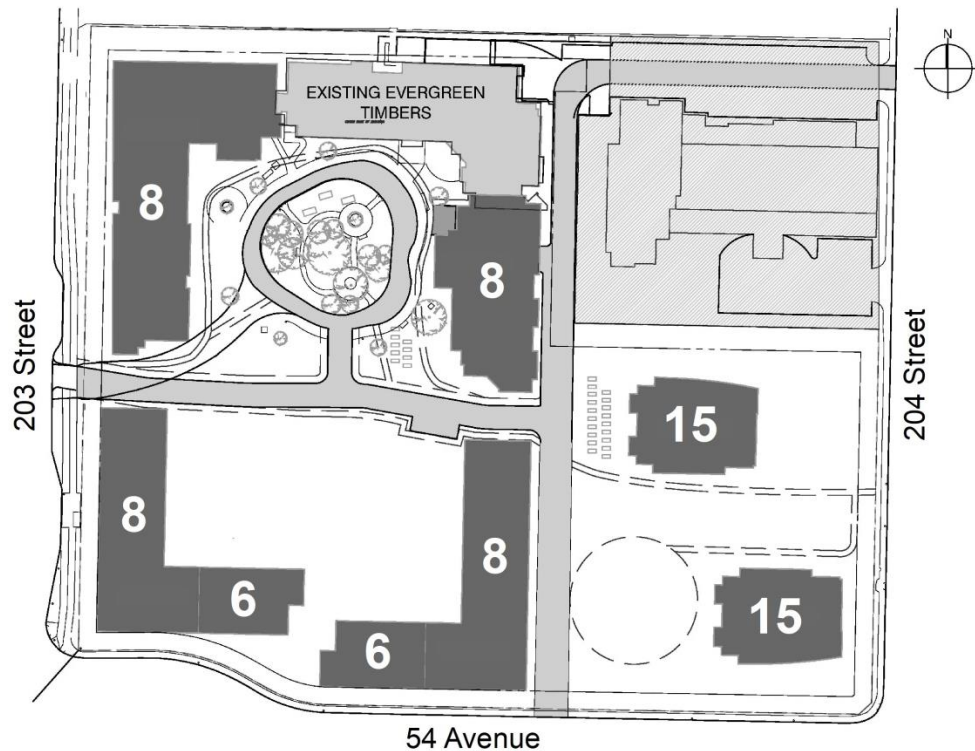 N
EXISTING EVERGREEN
TIMBERS
8
8
203 Street
204 Street
15
8
8
6
15
6
54 Avenue